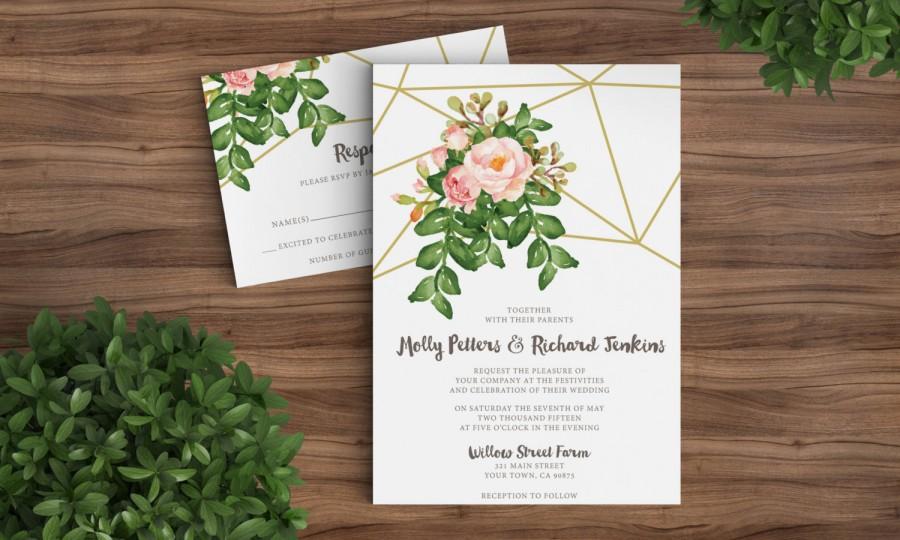 PLEASE RSVP BY
NAME(S)
EXCITED TO CELEBRATE
NUMBER OF
TOGETHER
WITH THEIR PARENTS
Molly Petters & Richard Jenkins
REQUEST THE PLEASURE OF
YOUR COMPANY AT THE FESTIVITIES
AND CELEBRATION OF THEIR WEDDING
ON SATURDAY THE SEVENTH OF MAY
TWO THOUSAND FIFTEEN
AT FIVE O'CLOCK IN THE EVENING
Willow Street Farm
321 MAIN STREET
YOUR TOWN, CA 90875
RECEPTION TO FOLLOW